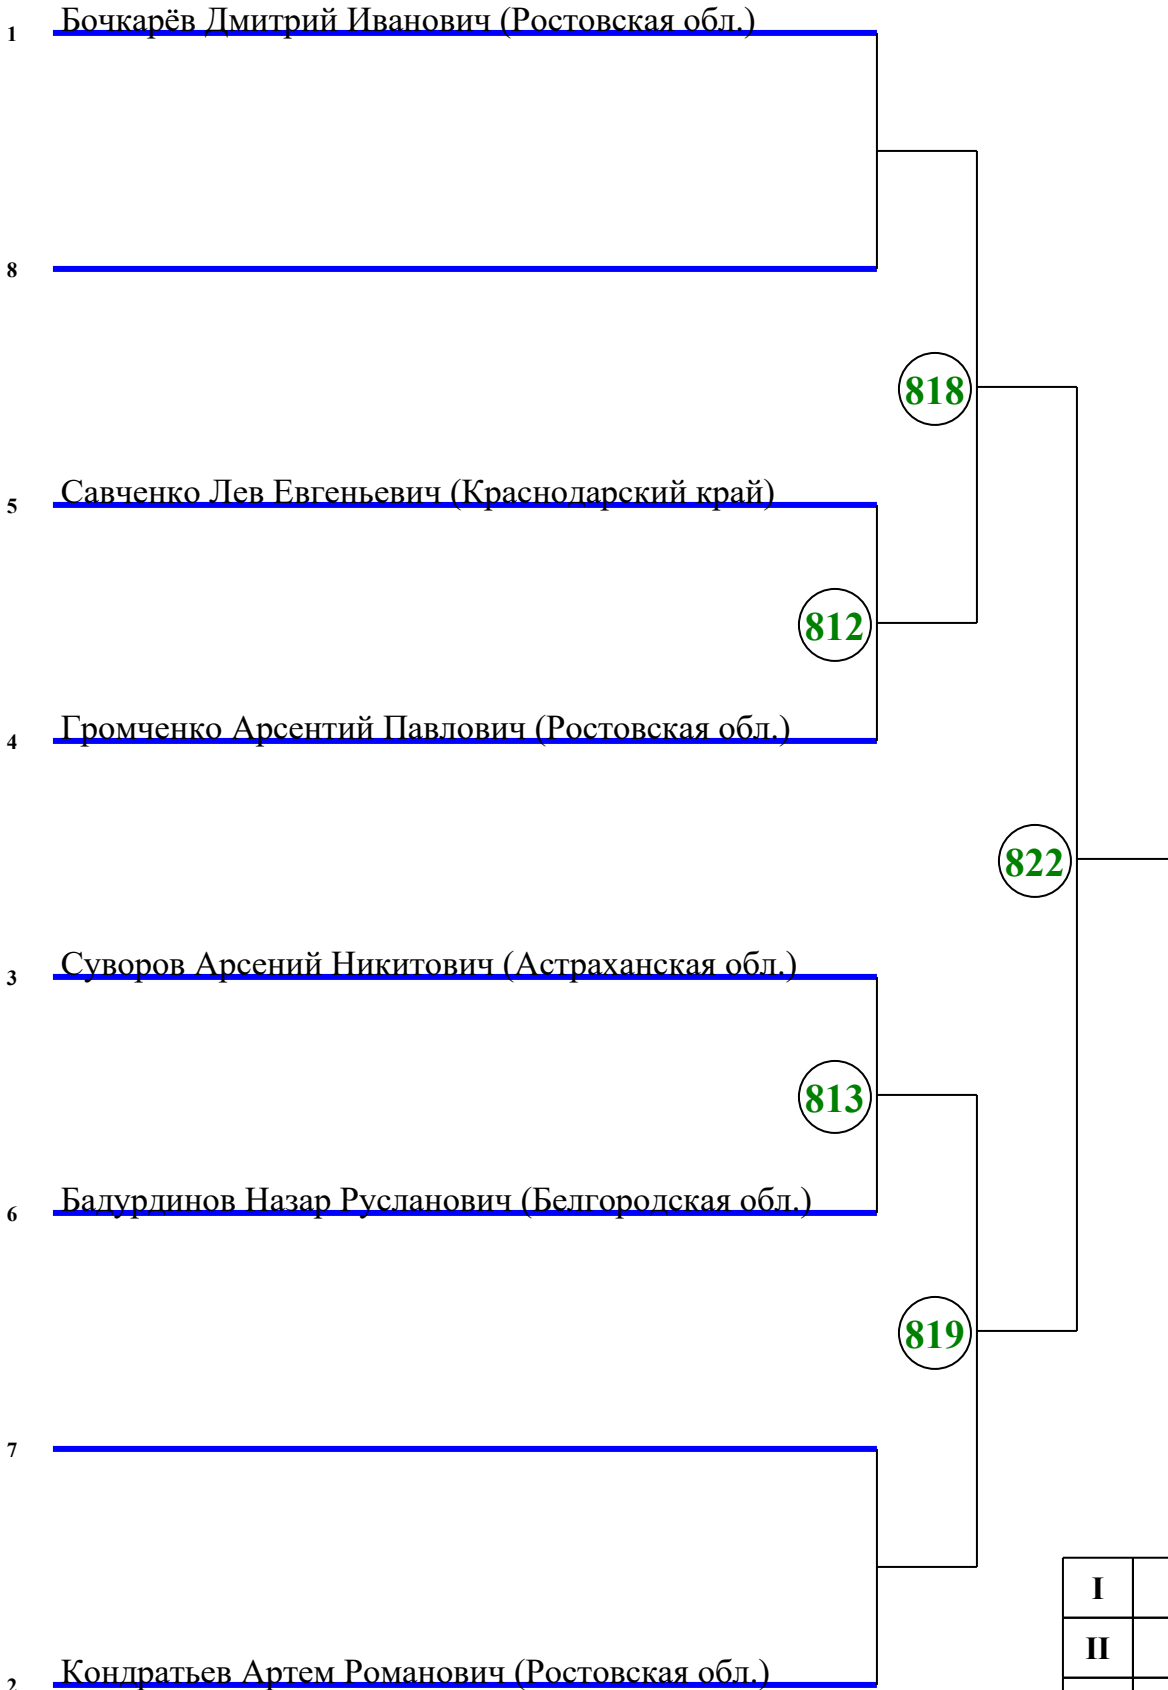 1 Бочкарёв Дмитрий Иванович (Ростовская обл.)
8
818
5 Савченко Лев Евгеньевич (Краснодарский край)
812
4 Громченко Арсентий Павлович (Ростовская обл.)
822
3 Суворов Арсений Никитович (Астраханская обл.)
813
6 Бадурдинов Назар Русланович (Белгородская обл.)
819
7
I
II
2 Кондратьев Артем Романович (Ростовская обл.)